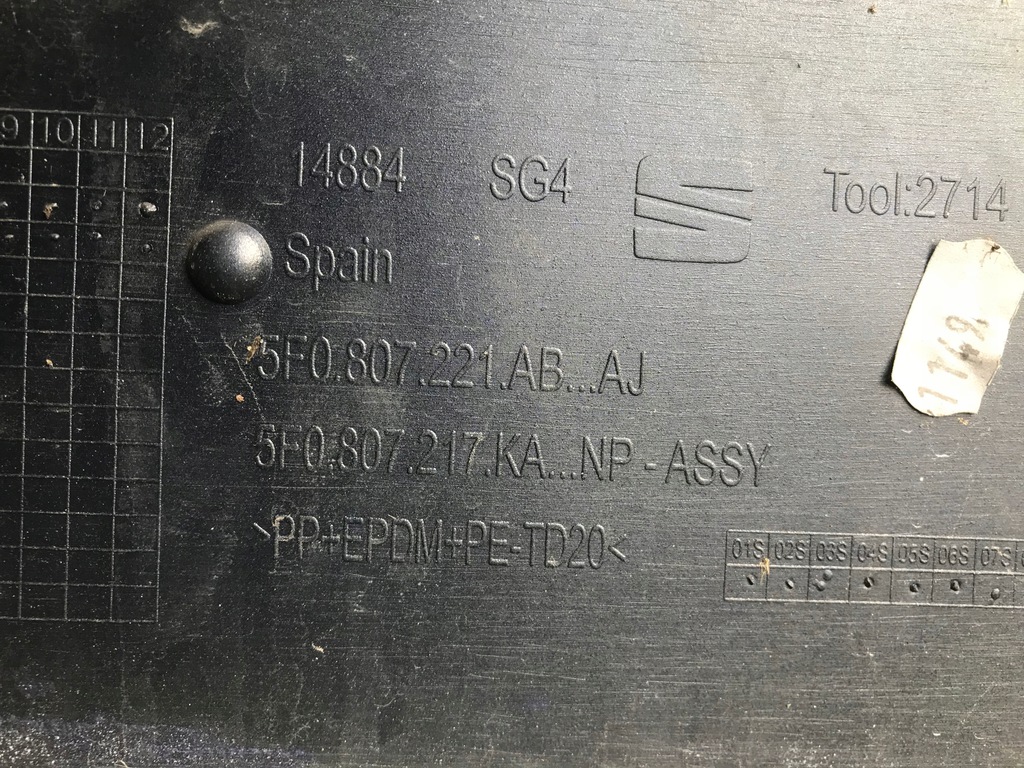 9 10 11 12
14884 SG4 Tool:2714
Spain
5F0.807.221.AB...AJ
5F0.807.217.KA...NP - ASSY
>PP+EPDM+PE-TD20<
01S 02S 03S 04S 05S 06S 07S